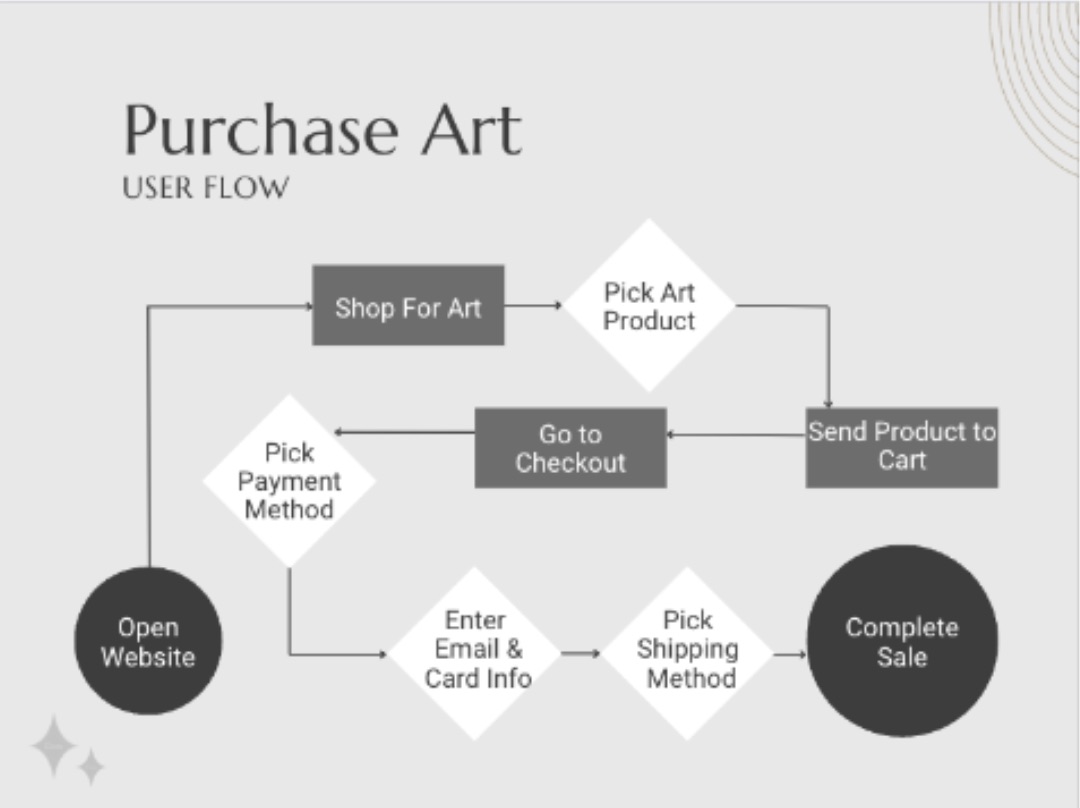 Purchase Art
USER FLOW
Shop For Art
Pick Art
Product
Send Product to
Cart
Go to
Checkout
Pick
Payment
Method
Open
Website
Enter
Email &
Card Info
Pick
Shipping
Method
Complete
Sale